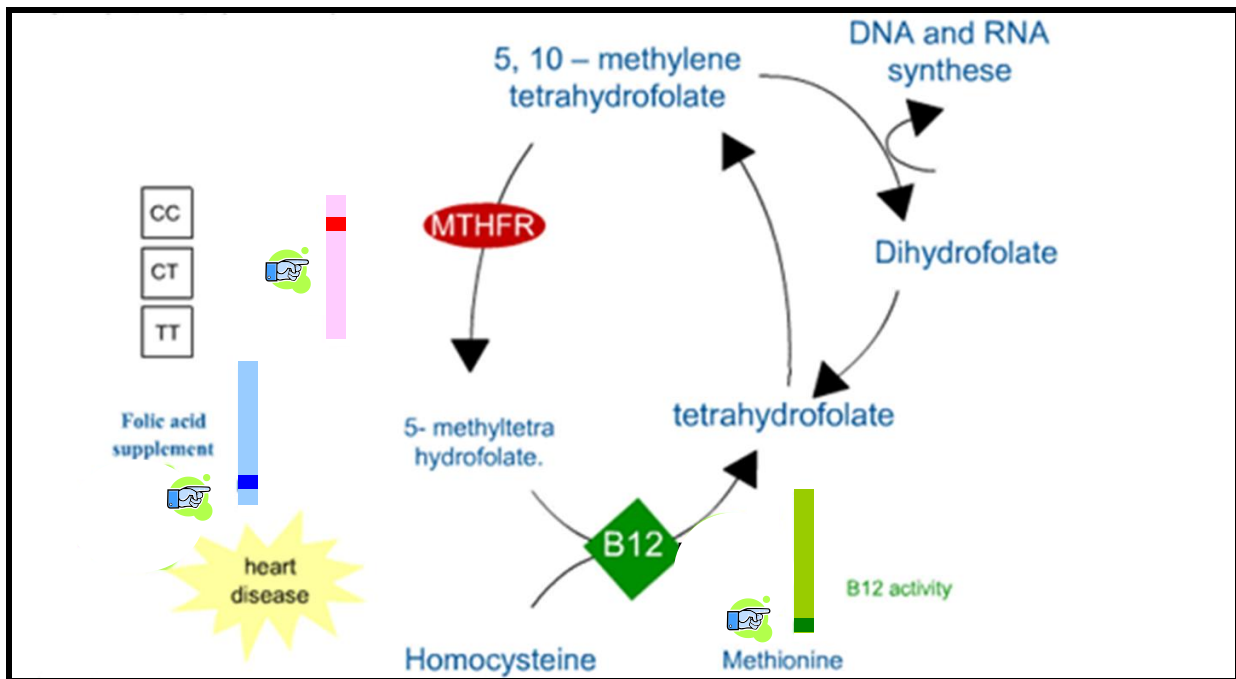 DNA and RNA
synthese
5, 10 – methylene
tetrahydrofolate
CC
MTHFR
CT
Dihydrofolate
TT
Folic acid
supplement
5- methyltetra
hydrofolate.
tetrahydrofolate
B12
heart
disease
B12 activity
Homocysteine
Methionine